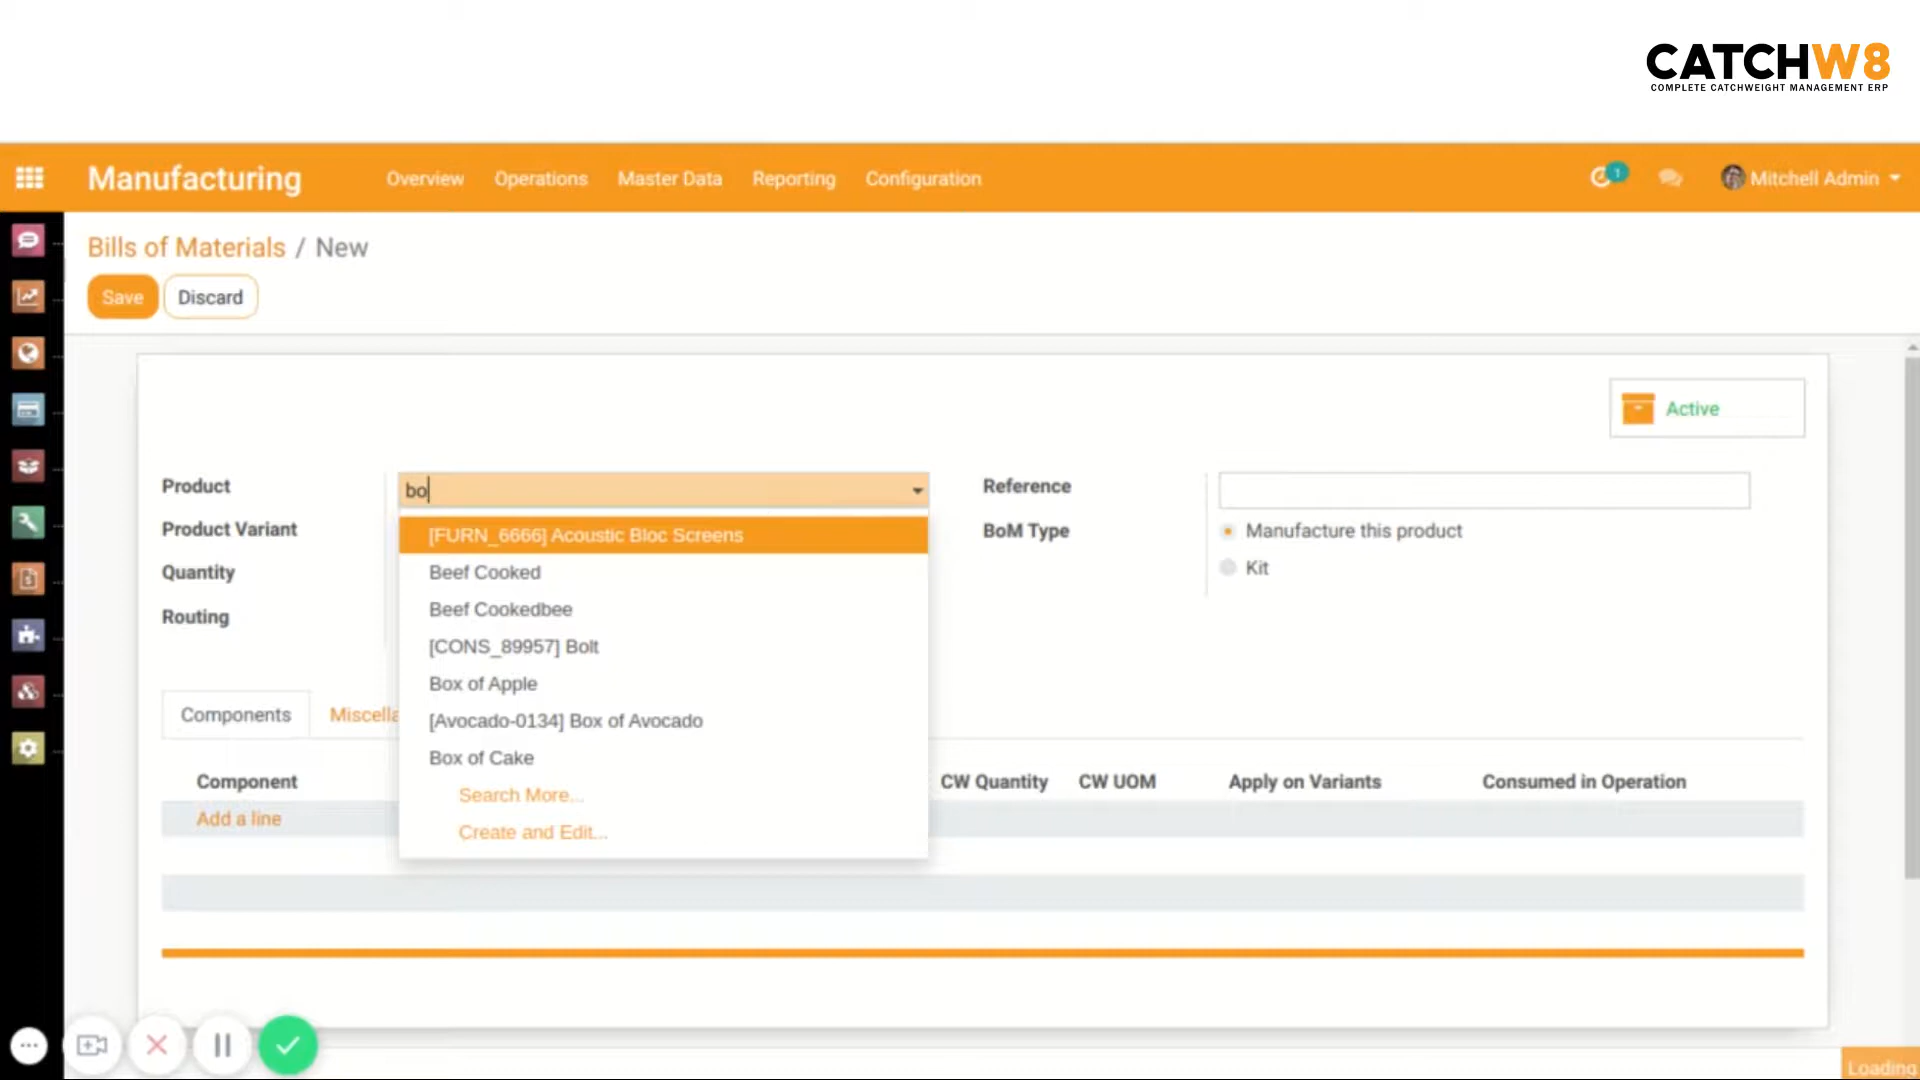 CATCHW8
COMPLETE CATCHWEIGHT MANAGEMENT ERP
Manufacturing Overview Operations Master Data Reporting Configuration 1 Mitchell Admin
Bills of Materials / New
Save Discard
Active
Product bo Reference
[FURN_6666] Acoustic Bloc Screens
Product Variant BoM Type Manufacture this product
Beef Cooked
Quantity Kit
Beef Cookedbee
Routing
[CONS_89957] Bolt
Box of Apple
Components Miscella
[Avocado-0134] Box of Avocado
Box of Cake
Component CW Quantity CW UOM Apply on Variants Consumed in Operation
Search More...
Add a line
Create and Edit...
Loading